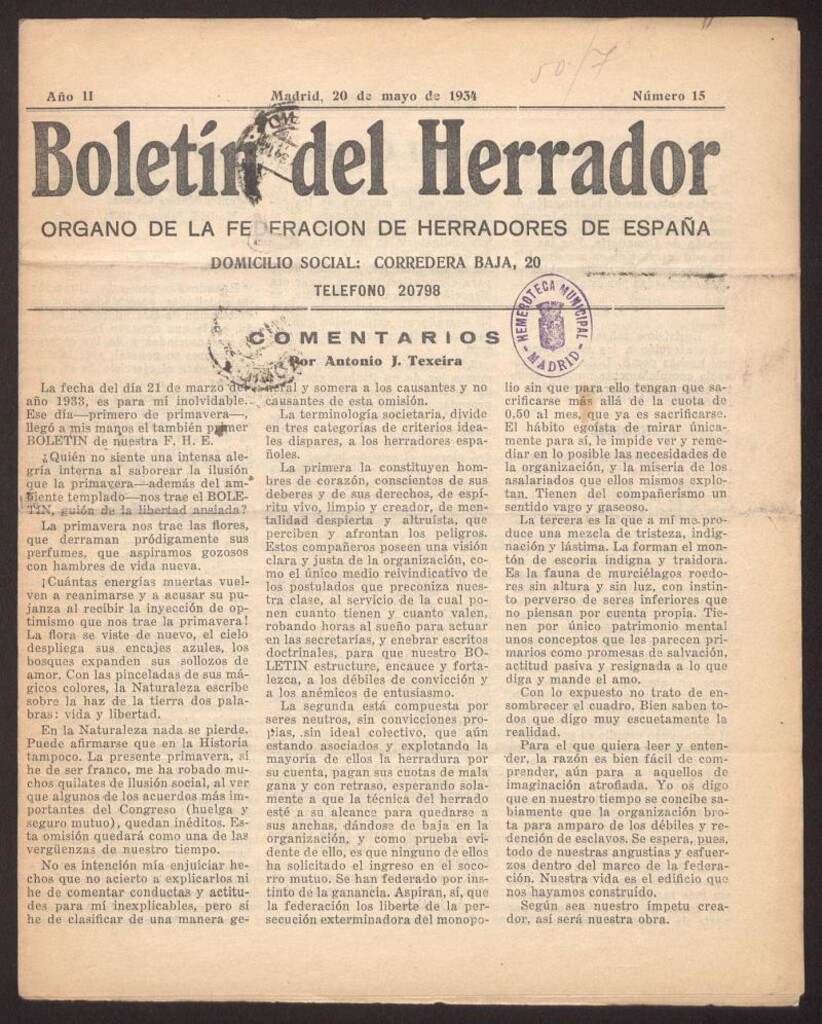 50/7
Año II Madrid, 20 de mayo de 1934 Número 15
Boletín del Herrador
ORGANO DE LA FEDERACION DE HERRADORES DE ESPAÑA
DOMICILIO SOCIAL: CORREDERA BAJA, 20
TELEFONO 20798
HEMEROTECA MUNICIPAL
MADRID
COMENTARIOS
Por Antonio J. Texeira
La fecha del día 21 de marzo del
año 1933, es para mí inolvidable.
Ese día—primero de primavera—,
llegó a mis manos el también primer
BOLETIN de nuestra F. H. E.
¿Quién no siente una intensa ale-
gría interna al saborear la ilusión
que la primavera—además del am-
biente templado—nos trae el BOLE-
TIN, guión de la libertad ansiada?
La primavera nos trae las flores,
que derraman pródigamente sus
perfumes, que aspiramos gozosos
con hambres de vida nueva.
¡Cuántas energías muertas vuel-
ven a reanimarse y a acusar su pu-
janza al recibir la inyección de op-
timismo que nos trae la primavera!
La flora se viste de nuevo, el cielo
despliega sus encajes azules, los
bosques expanden sus sollozos de
amor. Con las pinceladas de sus má-
gicos colores, la Naturaleza escribe
sobre la haz de la tierra dos pala-
bras: vida y libertad.
En la Naturaleza nada se pierde.
Puede afirmarse que en la Historia
tampoco. La presente primavera, si
he de ser franco, me ha robado mu-
chos quilates de ilusión social, al ver
que algunos de los acuerdos más im-
portantes del Congreso (huelga y
seguro mutuo), quedan inéditos. Es-
ta omisión quedará como una de las
vergüenzas de nuestro tiempo.
No es intención mía enjuiciar he-
chos que no acierto a explicarlos ni
he de comentar conductas y actitu-
des para mí inexplicables, pero sí
he de clasificar de una manera ge-
neral y somera a los causantes y no
causantes de esta omisión.
La terminología societaria, divide
en tres categorías de criterios idea-
les dispares, a los herradores espa-
ñoles.
La primera la constituyen hom-
bres de corazón, conscientes de sus
deberes y de sus derechos, de espí-
ritu vivo, limpio y creador, de men-
talidad despierta y altruísta, que
perciben y afrontan los peligros.
Estos compañeros poseen una visión
clara y justa de la organización, co-
mo el único medio reivindicativo de
los postulados que preconiza nues-
tra clase, al servicio de la cual po-
nen cuanto tienen y cuanto valen,
robando horas al sueño para actuar
en las secretarías, y enebrar escritos
doctrinales, para que nuestro BO-
LETIN estructure, encauce y forta-
lezca, a los débiles de convicción y
a los anémicos de entusiasmo.
La segunda está compuesta por
seres neutros, sin convicciones pro-
pias, sin ideal colectivo, que aún
estando asociados y explotando la
mayoría de ellos la herradura por
su cuenta, pagan sus cuotas de mala
gana y con retraso, esperando sola-
mente a que la técnica del herrado
esté a su alcance para quedarse a
sus anchas, dándose de baja en la
organización, y como prueba evi-
dente de ello, es que ninguno de ellos
ha solicitado el ingreso en el soco-
rro mutuo. Se han federado por ins-
tinto de la ganancia. Aspiran, sí, que
la federación los liberte de la per-
secución exterminadora del monopo-
lio sin que para ello tengan que sa-
crificarse más allá de la cuota de
0,50 al mes, que ya es sacrificarse.
El hábito egoísta de mirar única-
mente para sí, le impide ver y reme-
diar en lo posible las necesidades de
la organización, y la miseria de los
asalariados que ellos mismos explo-
tan. Tienen del compañerismo un
sentido vago y gaseoso.
La tercera es la que a mí me pro-
duce una mezcla de tristeza, indig-
nación y lástima. La forman el mon-
tón de escoria indigna y traidora.
Es la fauna de murciélagos roedo-
res sin altura y sin luz, con instin-
to perverso de seres inferiores que
no piensan por cuenta propia. Tie-
nen por único patrimonio mental
unos conceptos que les parecen pri-
marios como promesas de salvación,
actitud pasiva y resignada a lo que
diga y mande el amo.
Con lo expuesto no trato de en-
sombrecer el cuadro. Bien saben to-
dos que digo muy escuetamente la
realidad.
Para el que quiera leer y enten-
der, la razón es bien fácil de com-
prender, aún para a aquellos de
imaginación atrofiada. Yo os digo
que en nuestro tiempo se concibe sa-
biamente que la organización bro-
ta para amparo de los débiles y re-
dención de esclavos. Se espera, pues,
todo de nuestras angustias y esfuer-
zos dentro del marco de la federa-
ción. Nuestra vida es el edificio que
nos hayamos construído.
Según sea nuestro ímpetu crea-
dor, así será nuestra obra.